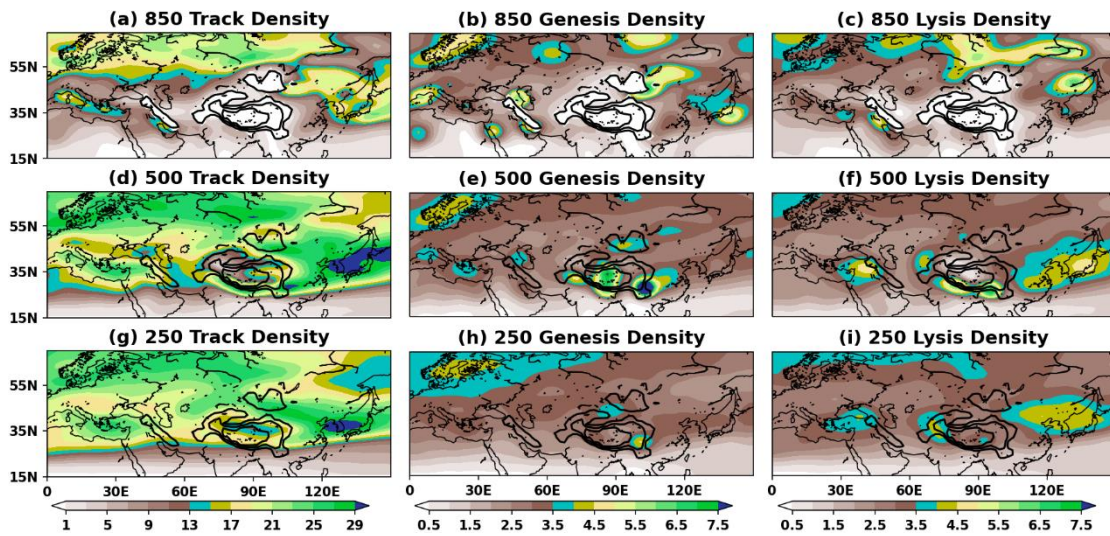 (a) 850 Track Density
(b) 850 Genesis Density
(c) 850 Lysis Density
55N
35N
15N
(d) 500 Track Density
(e) 500 Genesis Density
(f) 500 Lysis Density
55N
35N
15N
(g) 250 Track Density
(h) 250 Genesis Density
(i) 250 Lysis Density
55N
35N
15N
0 30E 60E 90E 120E
0 30E 60E 90E 120E
0 30E 60E 90E 120E
1 5 9 13 17 21 25 29
0.5 1.5 2.5 3.5 4.5 5.5 6.5 7.5
0.5 1.5 2.5 3.5 4.5 5.5 6.5 7.5